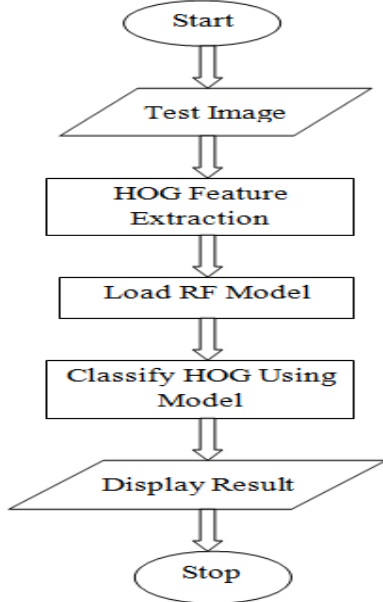 Start
Test Image
HOG Feature
Extraction
Load RF Model
Classify HOG Using
Model
Display Result
Stop